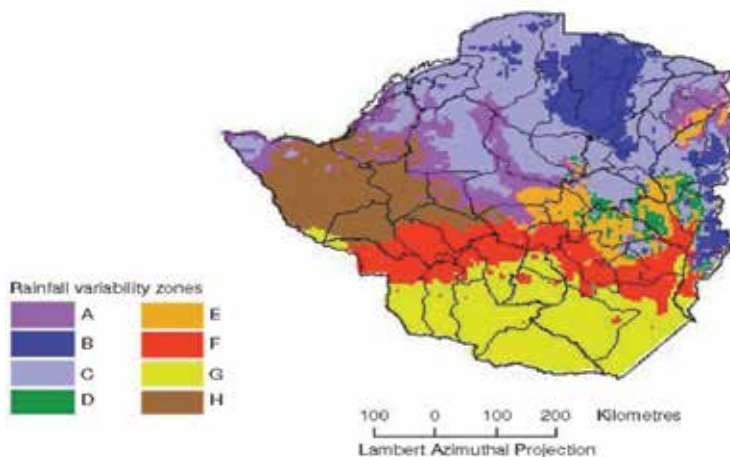 Rainfall variability zones
A E
B F
C G
D H
100 0 100 200 Kilometres
Lambert Azimuthal Projection